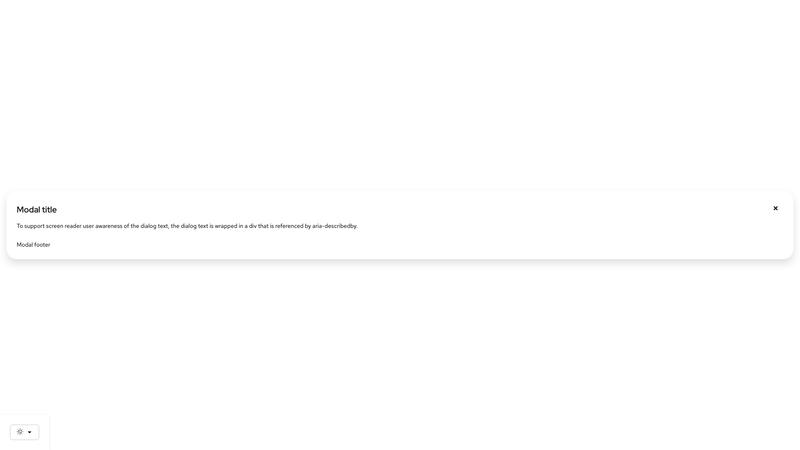 Modal title
To support screen reader user awareness of the dialog text, the dialog text is wrapped in a div that is referenced by aria-describedby.
Modal footer